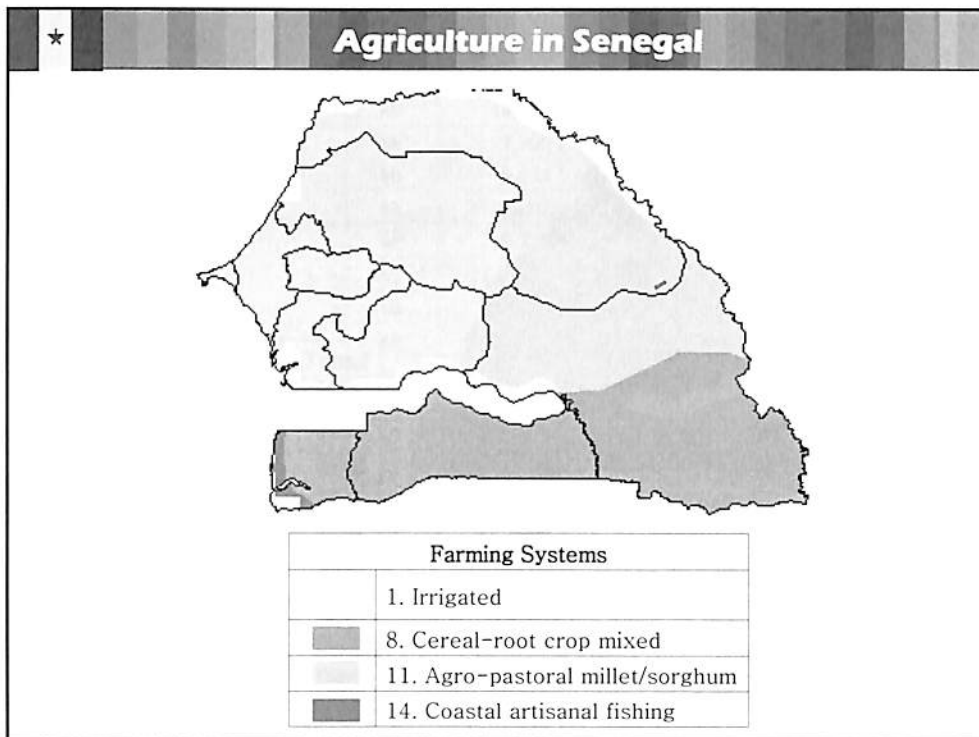 Agriculture in Senegal
Farming Systems
1. Irrigated
8. Cereal-root crop mixed
11. Agro-pastoral millet/sorghum
14. Coastal artisanal fishing